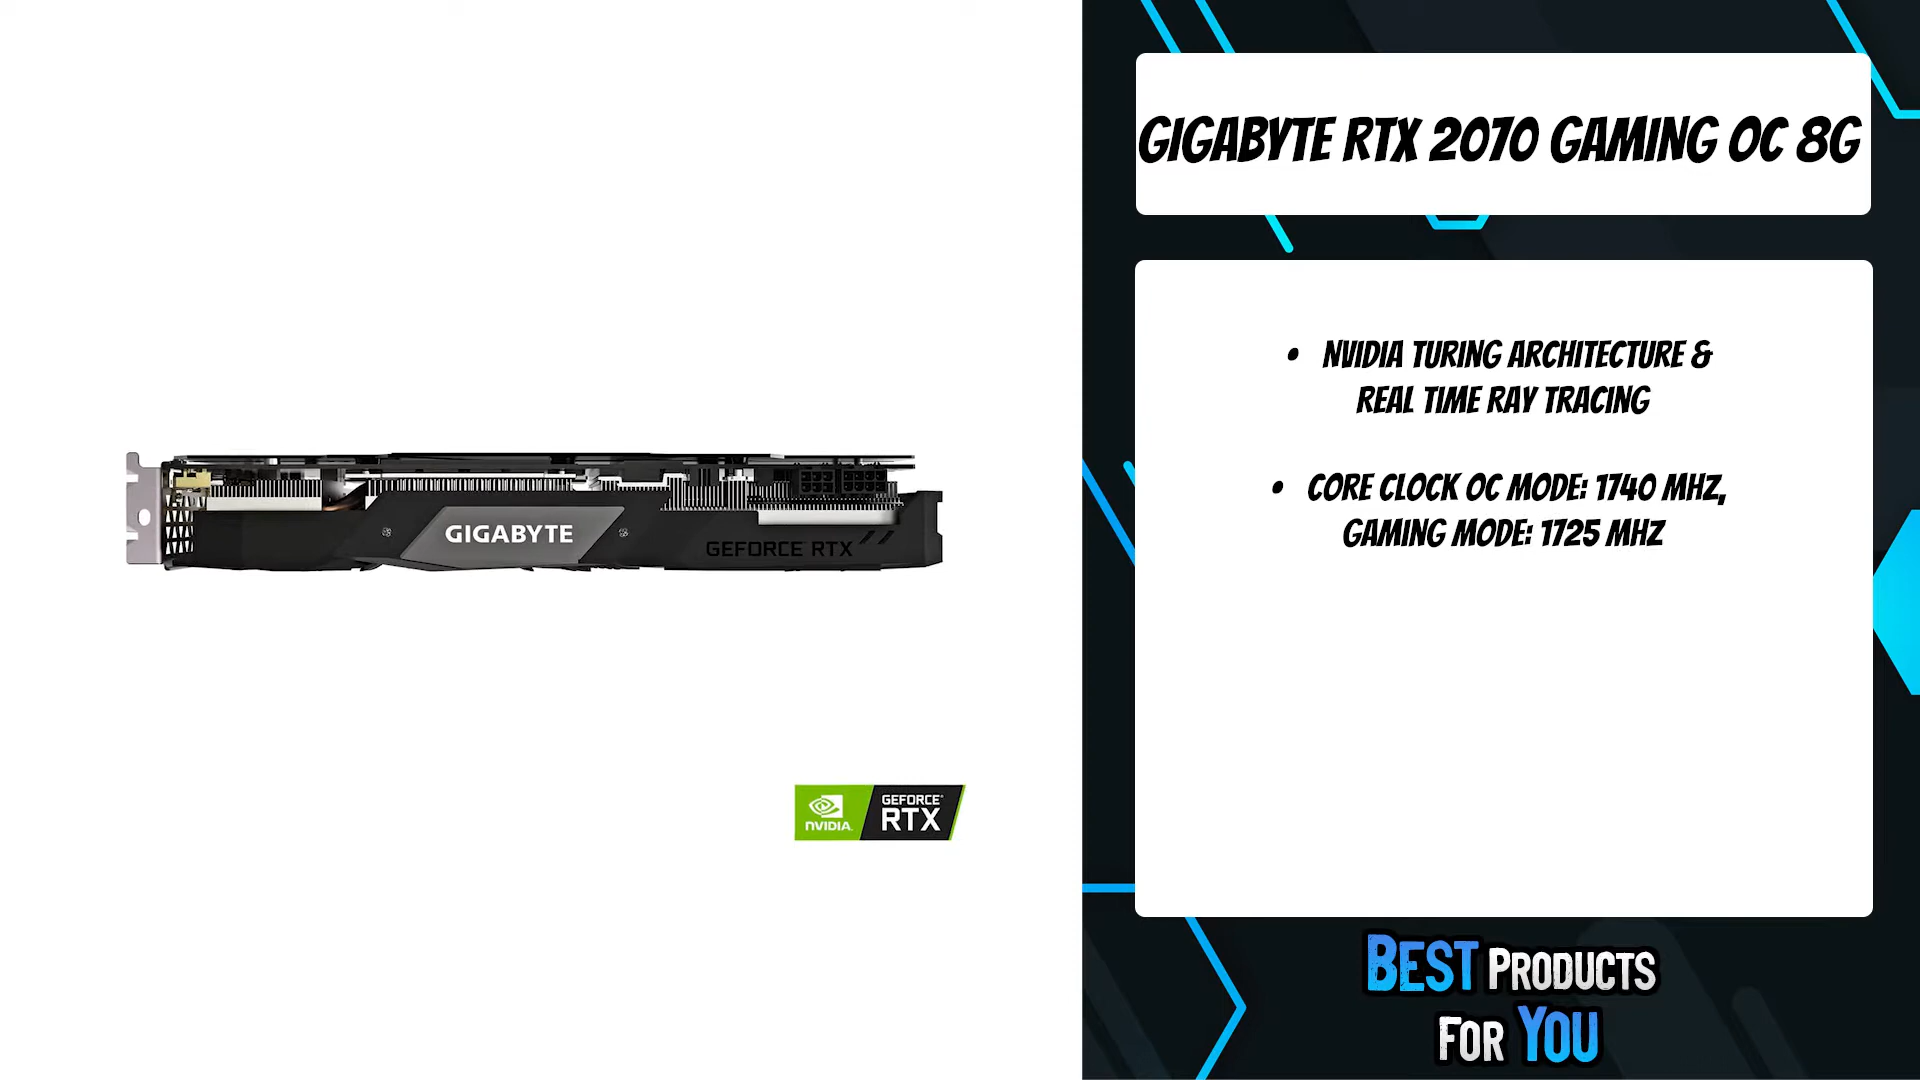 GIGABYTE RTX 2070 GAMING OC 8G
• NVIDIA TURING ARCHITECTURE &
REAL TIME RAY TRACING
• CORE CLOCK OC MODE: 1740 MHZ,
GAMING MODE: 1725 MHZ
GIGABYTE
GEFORCE RTX
NVIDIA.
GEFORCE®
RTX
BEST PRODUCTS
FOR YOU